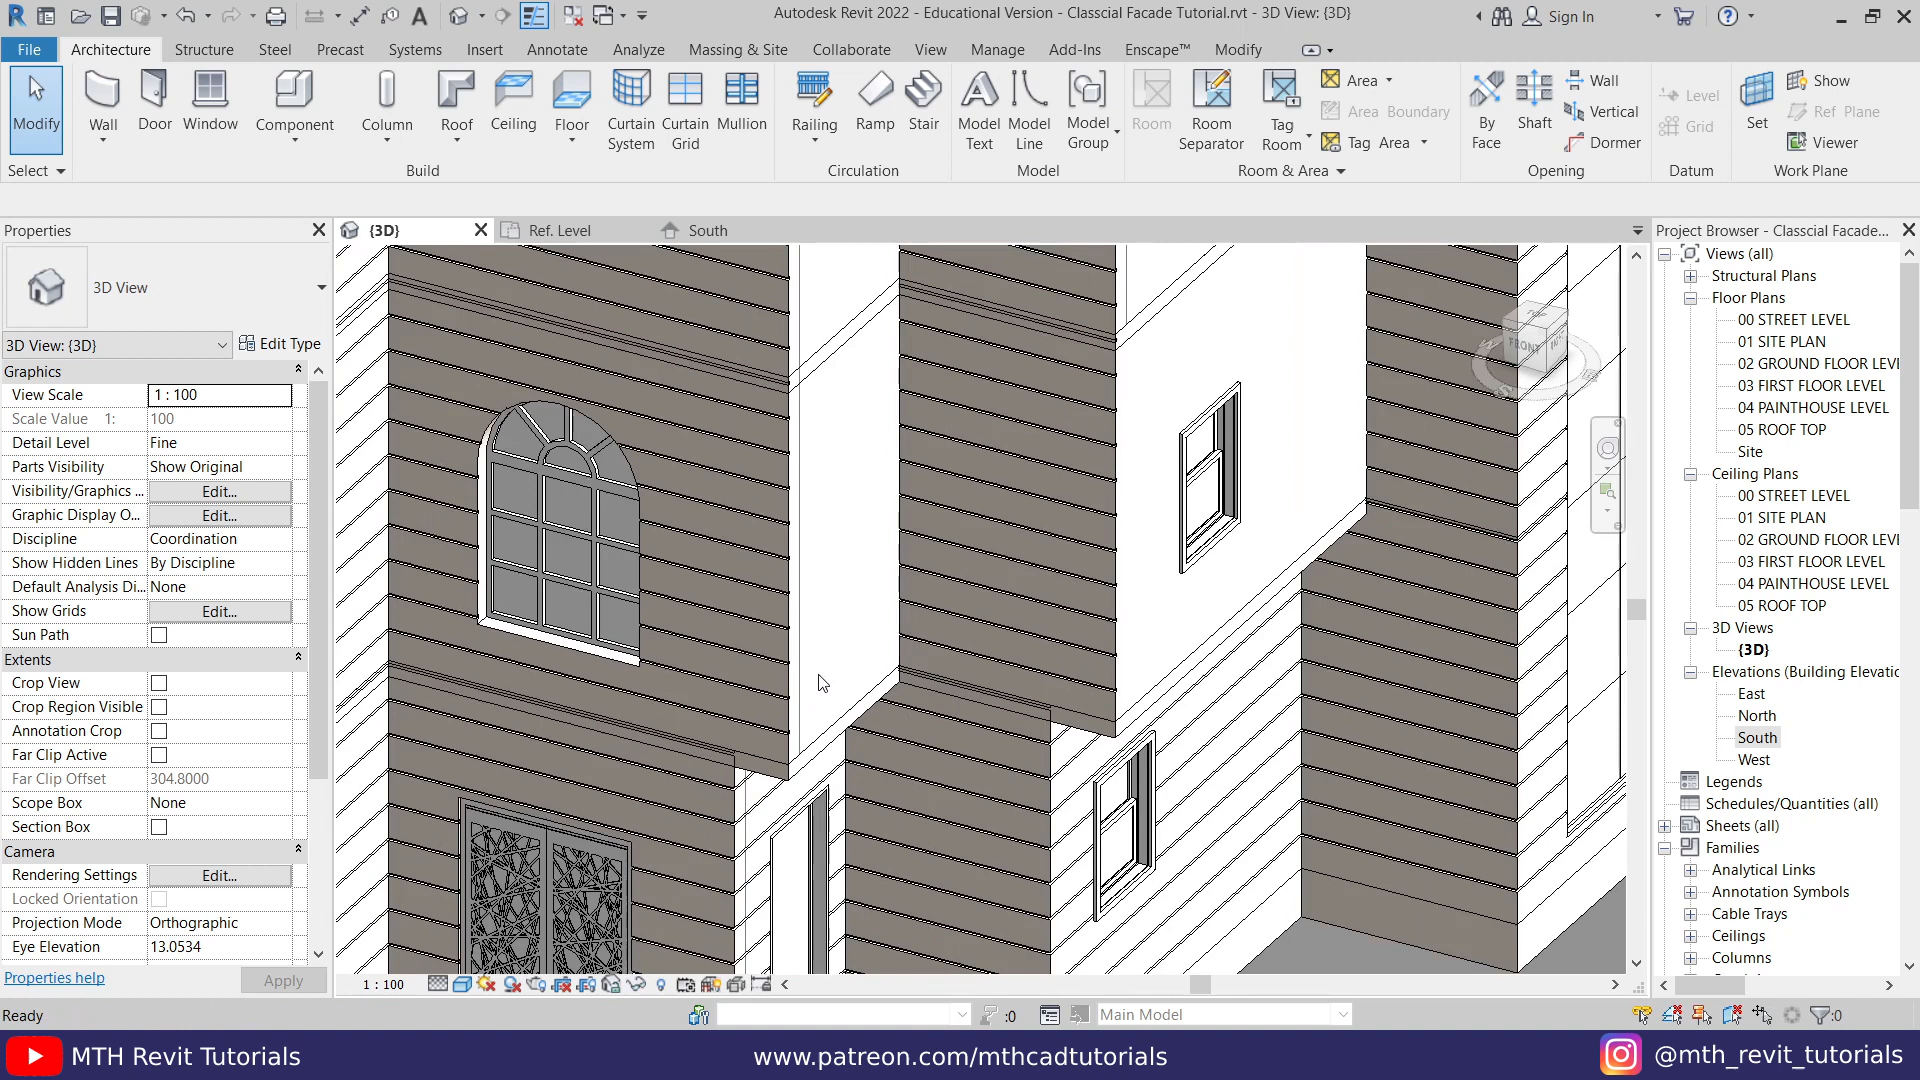 Autodesk Revit 2022 - Educational Version - Classcial Facade Tutorial.rvt - 3D View: {3D}
Sign In
File Architecture Structure Steel Precast Systems Insert Annotate Analyze Massing & Site Collaborate View Manage Add-Ins Enscape™ Modify
Modify Wall Door Window Component Column Roof Ceiling Floor Curtain System Curtain Grid Mullion Railing Ramp Stair Model Text Model Line Model Group Room Room Separator Tag Room Area Area Boundary Tag Area By Face Shaft Wall Vertical Dormer Level Grid Set Show Ref Plane Viewer
Select Build Circulation Model Room & Area Opening Datum Work Plane
Properties
3D View
3D View: {3D} Edit Type
Graphics
View Scale 1 : 100
Scale Value 1: 100
Detail Level Fine
Parts Visibility Show Original
Visibility/Graphics ... Edit...
Graphic Display O... Edit...
Discipline Coordination
Show Hidden Lines By Discipline
Default Analysis Di... None
Show Grids Edit...
Sun Path
Extents
Crop View
Crop Region Visible
Annotation Crop
Far Clip Active
Far Clip Offset 304.8000
Scope Box None
Section Box
Camera
Rendering Settings Edit...
Locked Orientation
Projection Mode Orthographic
Eye Elevation 13.0534
Properties help Apply
{3D} Ref. Level South
TOP
FRONT
1 : 100
Project Browser - Classcial Facade...
Views (all)
Structural Plans
Floor Plans
00 STREET LEVEL
01 SITE PLAN
02 GROUND FLOOR LEVI
03 FIRST FLOOR LEVEL
04 PAINTHOUSE LEVEL
05 ROOF TOP
Site
Ceiling Plans
00 STREET LEVEL
01 SITE PLAN
02 GROUND FLOOR LEVI
03 FIRST FLOOR LEVEL
04 PAINTHOUSE LEVEL
05 ROOF TOP
3D Views
{3D}
Elevations (Building Elevatic
East
North
South
West
Legends
Schedules/Quantities (all)
Sheets (all)
Families
Analytical Links
Annotation Symbols
Cable Trays
Ceilings
Columns
Ready :0 Main Model :0
MTH Revit Tutorials www.patreon.com/mthcadtutorials @mth_revit_tutorials